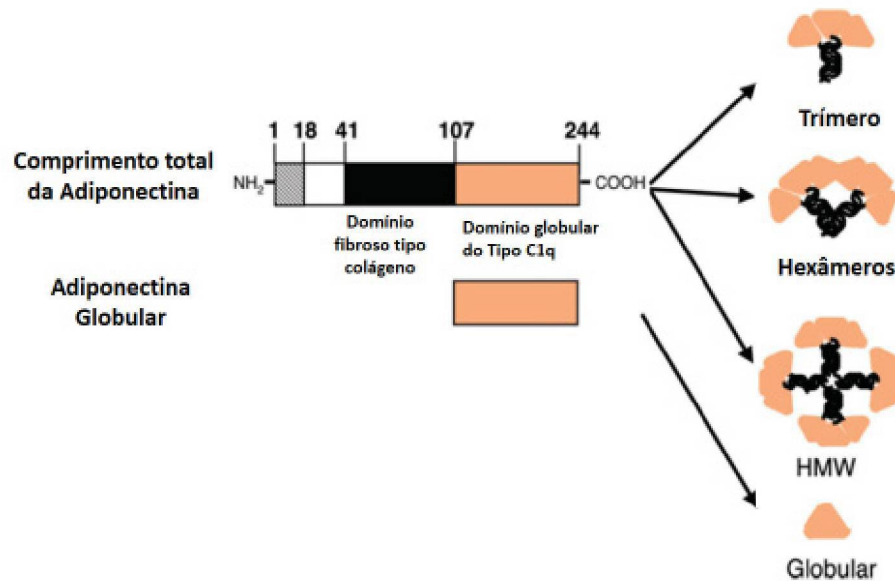 1 18 41 107 244
Comprimento total
da Adiponectina
NH2
COOH
Domínio
fibroso tipo
colágeno
Domínio globular
do Tipo C1q
Adiponectina
Globular
Trímero
Hexâmeros
HMW
Globular